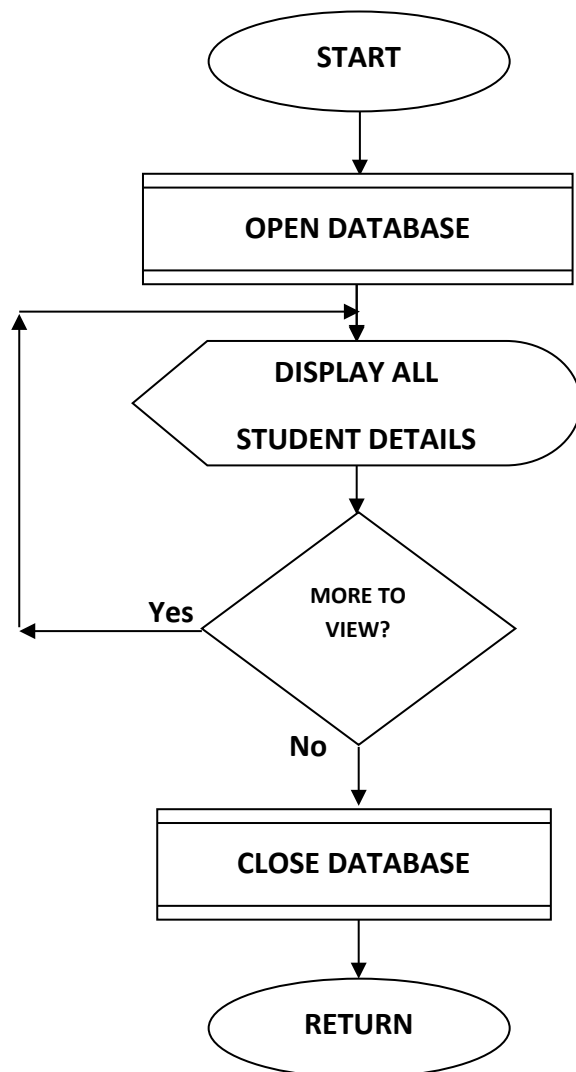 START
OPEN DATABASE
DISPLAY ALL
STUDENT DETAILS
MORE TO
VIEW?
Yes
No
CLOSE DATABASE
RETURN